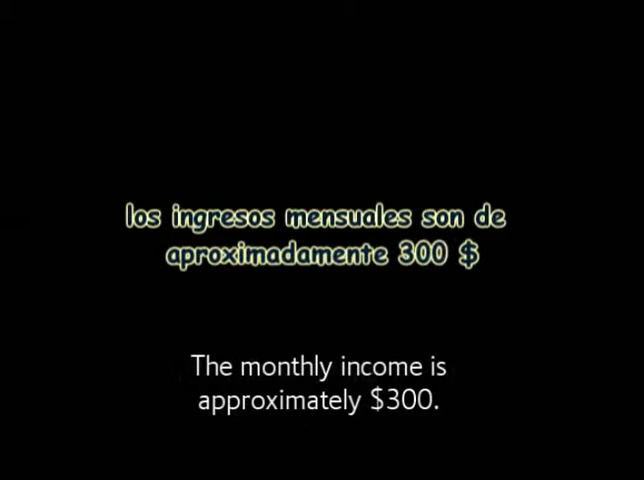 los ingresos mensuales son de
aproximadamente 300 $
The monthly income is
approximately $300.